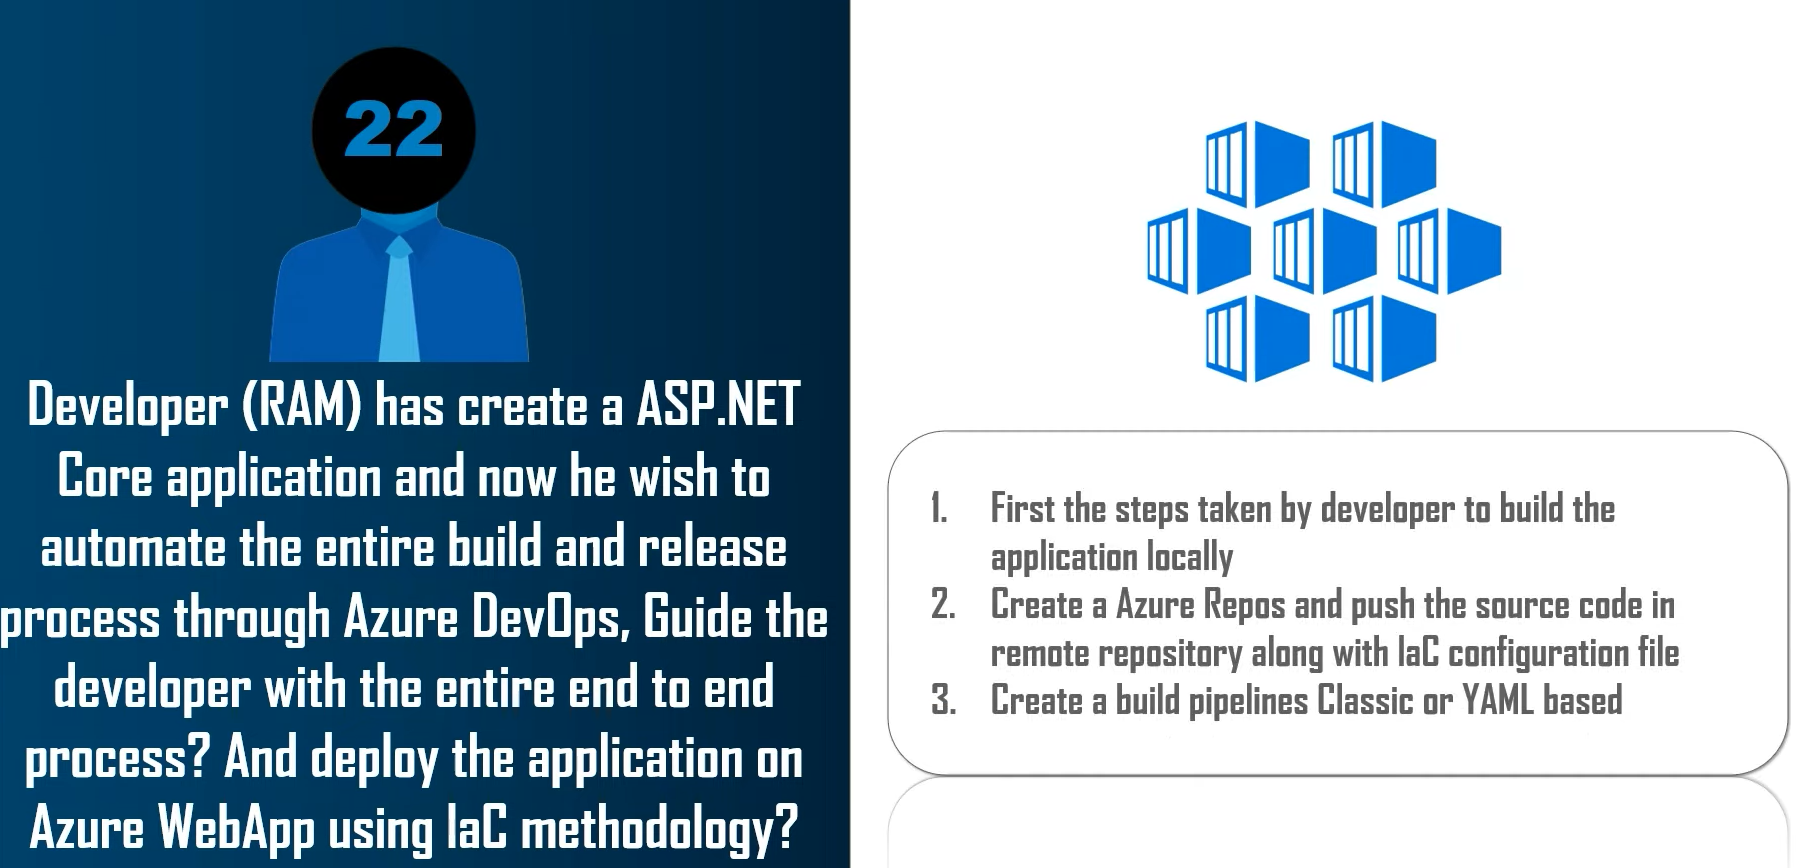 22
Developer (RAM) has create a ASP.NET
Core application and now he wish to
automate the entire build and release
process through Azure DevOps, Guide the
developer with the entire end to end
process? And deploy the application on
Azure WebApp using IaC methodology?
1. First the steps taken by developer to build the
application locally
2. Create a Azure Repos and push the source code in
remote repository along with IaC configuration file
3. Create a build pipelines Classic or YAML based